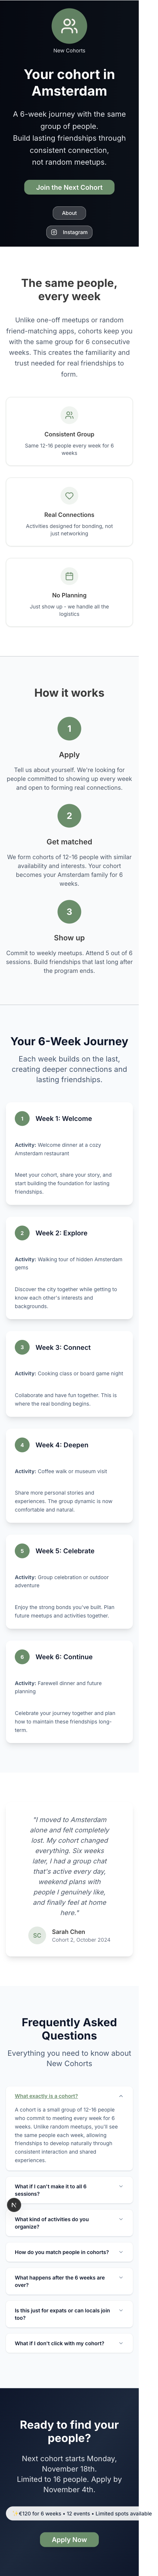 New Cohorts
Your cohort in
Amsterdam
A 6-week journey with the same
group of people.
Build lasting friendships through
consistent connection,
not random meetups.
Join the Next Cohort
About
Instagram
The same people,
every week
Unlike one-off meetups or random
friend-matching apps, cohorts keep you
with the same group for 6 consecutive
weeks. This creates the familiarity and
trust needed for real friendships to
form.
Consistent Group
Same 12-16 people every week for 6
weeks
Real Connections
Activities designed for bonding, not
just networking
No Planning
Just show up - we handle all the
logistics
How it works
1
Apply
Tell us about yourself. We're looking for
people committed to showing up every week
and open to forming real connections.
2
Get matched
We form cohorts of 12-16 people with similar
availability and interests. Your cohort
becomes your Amsterdam family for 6
weeks.
3
Show up
Commit to weekly meetups. Attend 5 out of 6
sessions. Build friendships that last long after
the program ends.
Your 6-Week Journey
Each week builds on the last,
creating deeper connections and
lasting friendships.
1 Week 1: Welcome
Activity: Welcome dinner at a cozy
Amsterdam restaurant
Meet your cohort, share your story, and
start building the foundation for lasting
friendships.
2 Week 2: Explore
Activity: Walking tour of hidden Amsterdam
gems
Discover the city together while getting to
know each other's interests and
backgrounds.
3 Week 3: Connect
Activity: Cooking class or board game night
Collaborate and have fun together. This is
where the real bonding begins.
4 Week 4: Deepen
Activity: Coffee walk or museum visit
Share more personal stories and
experiences. The group dynamic is now
comfortable and natural.
5 Week 5: Celebrate
Activity: Group celebration or outdoor
adventure
Enjoy the strong bonds you've built. Plan
future meetups and activities together.
6 Week 6: Continue
Activity: Farewell dinner and future
planning
Celebrate your journey together and plan
how to maintain these friendships long-
term.
"I moved to Amsterdam
alone and felt completely
lost. My cohort changed
everything. Six weeks
later, I had a group chat
that's active every day,
weekend plans with
people I genuinely like,
and finally feel at home
here."
SC
Sarah Chen
Cohort 2, October 2024
Frequently Asked
Questions
Everything you need to know about
New Cohorts
What exactly is a cohort?
A cohort is a small group of 12-16 people
who commit to meeting every week for 6
weeks. Unlike random meetups, you'll see
the same people each week, allowing
friendships to develop naturally through
consistent interaction and shared
experiences.
What if I can't make it to all 6
sessions?
N
What kind of activities do you
organize?
How do you match people in cohorts?
What happens after the 6 weeks are
over?
Is this just for expats or can locals join
too?
What if I don't click with my cohort?
Ready to find your
people?
Next cohort starts Monday,
November 18th.
Limited to 16 people. Apply by
November 4th.
€120 for 6 weeks • 12 events • Limited spots available
Apply Now